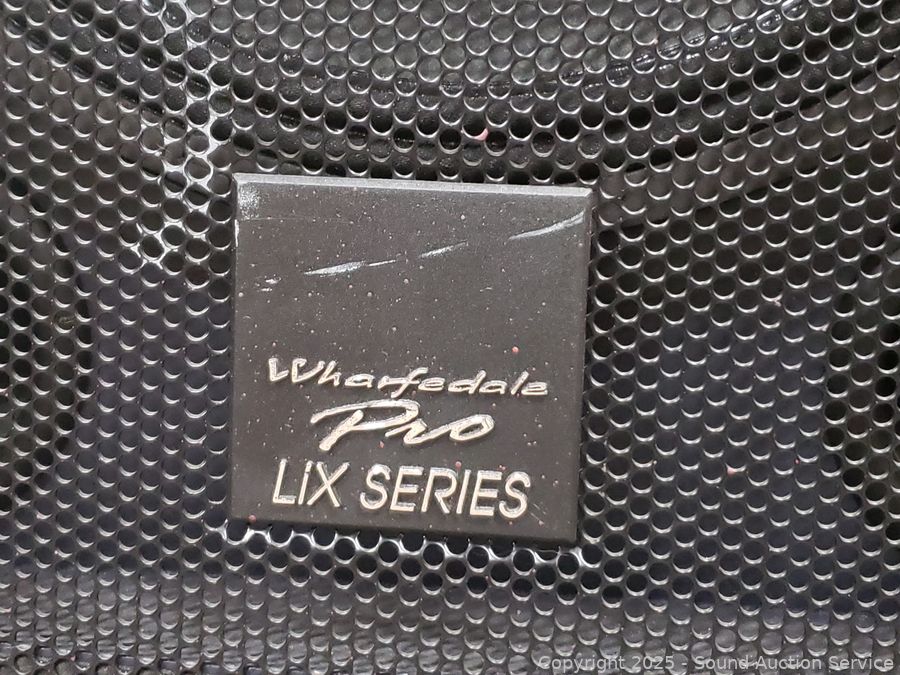 Wharfedale
Pro
LiX SERIES
Copyright 2025 - Sound Auction Service